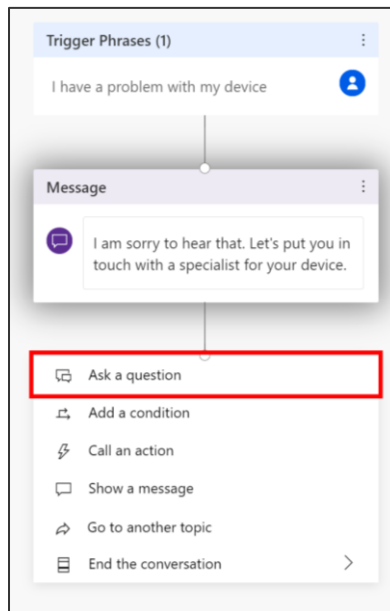 Trigger Phrases (1)
I have a problem with my device
Message
I am sorry to hear that. Let's put you in
touch with a specialist for your device.
Ask a question
Add a condition
Call an action
Show a message
Go to another topic
End the conversation